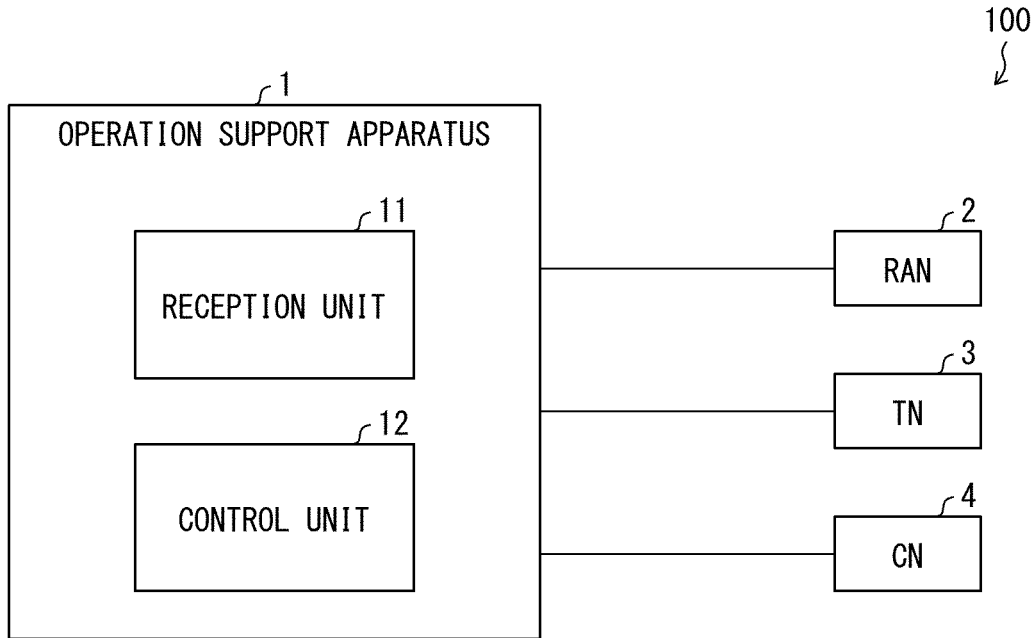 100
1
OPERATION SUPPORT APPARATUS
11
RECEPTION UNIT
12
CONTROL UNIT
2
RAN
3
TN
4
CN